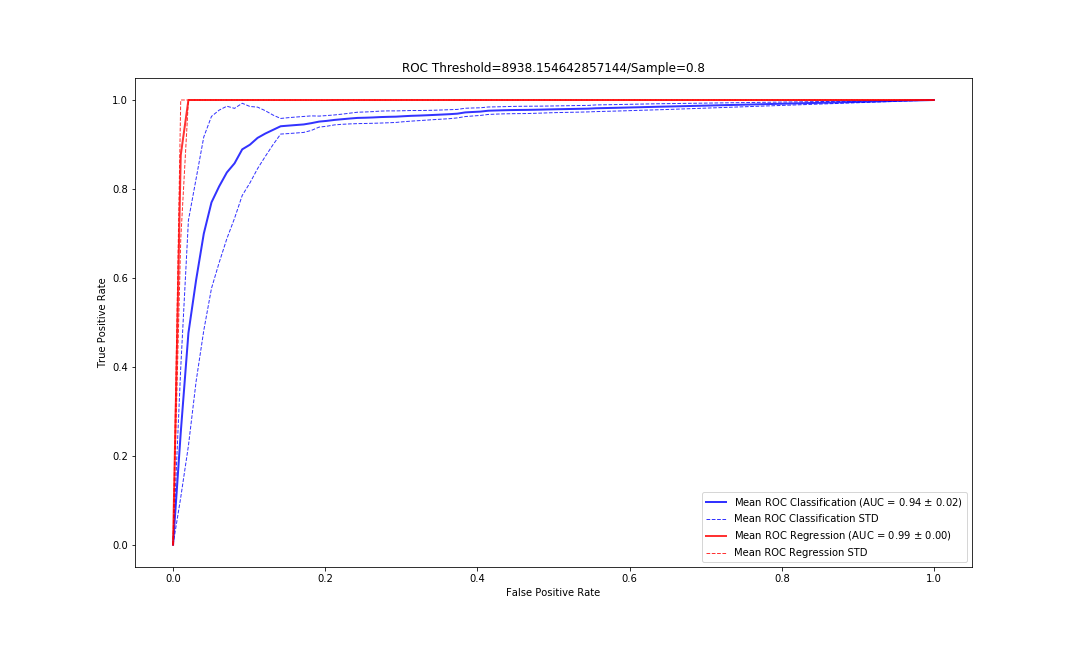 ROC Threshold=8938.154642857144/Sample=0.8
True Positive Rate
1.0
0.8
0.6
0.4
0.2
0.0
Mean ROC Classification (AUC = 0.94 ± 0.02)
Mean ROC Classification STD
Mean ROC Regression (AUC = 0.99 ± 0.00)
Mean ROC Regression STD
0.0 0.2 0.4 0.6 0.8 1.0
False Positive Rate